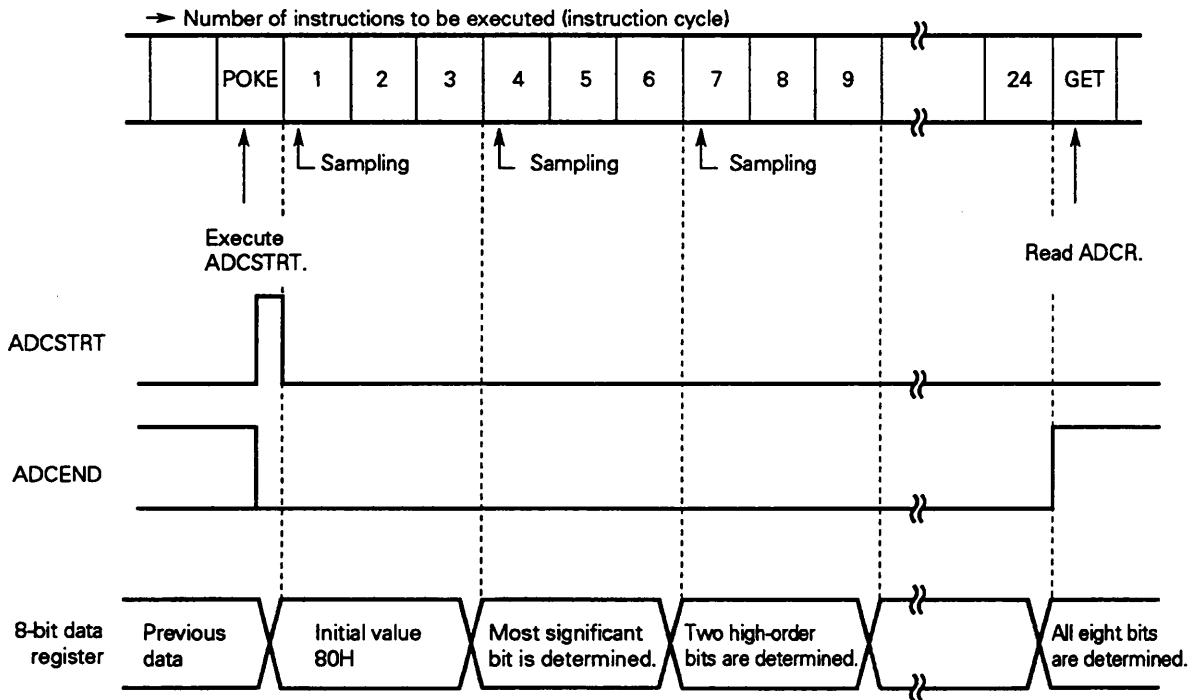 → Number of instructions to be executed (instruction cycle)
POKE 1 2 3 4 5 6 7 8 9 24 GET
Sampling Sampling Sampling
Execute
ADCSTRT.
Read ADCR.
ADCSTRT
ADCEND
8-bit data
register
Previous
data
Initial value
80H
Most significant
bit is determined.
Two high-order
bits are determined.
All eight bits
are determined.